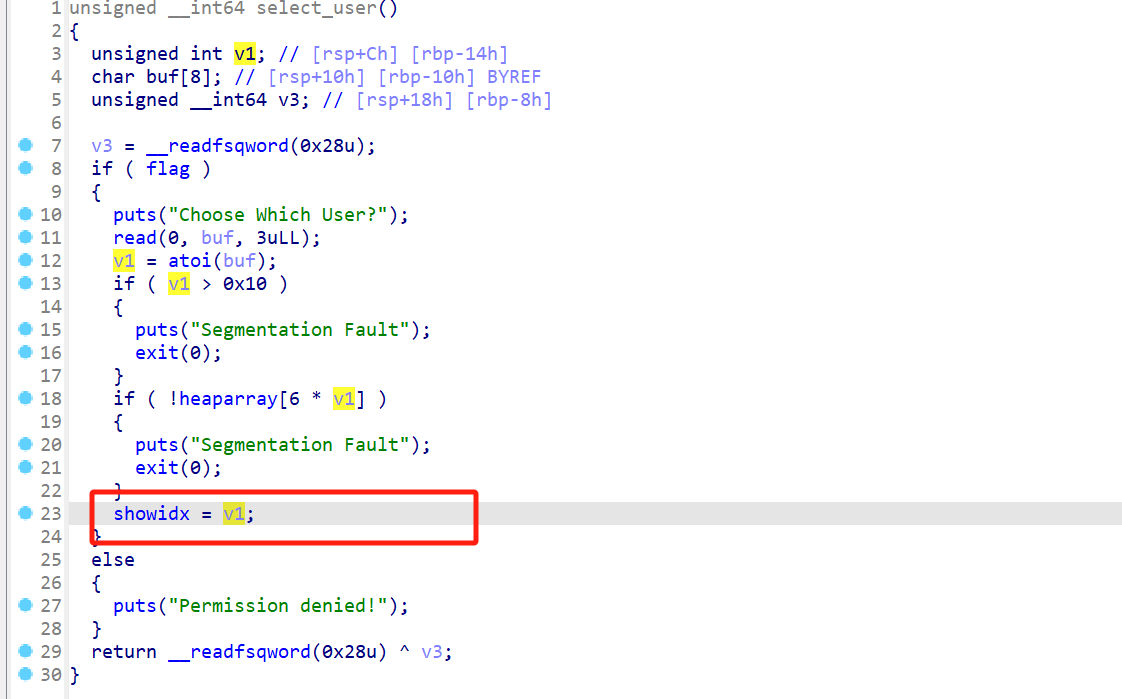 1 unsigned __int64 select_user()
2 {
3 unsigned int v1; // [rsp+Ch] [rbp-14h]
4 char buf[8]; // [rsp+10h] [rbp-10h] BYREF
5 unsigned __int64 v3; // [rsp+18h] [rbp-8h]
6
7 v3 = __readfsqword(0x28u);
8 if ( flag )
9 {
10 puts("Choose Which User?");
11 read(0, buf, 3uLL);
12 v1 = atoi(buf);
13 if ( v1 > 0x10 )
14 {
15 puts("Segmentation Fault");
16 exit(0);
17 }
18 if ( !heaparray[6 * v1] )
19 {
20 puts("Segmentation Fault");
21 exit(0);
22 }
23 showidx = v1;
24 }
25 else
26 {
27 puts("Permission denied!");
28 }
29 return __readfsqword(0x28u) ^ v3;
30 }